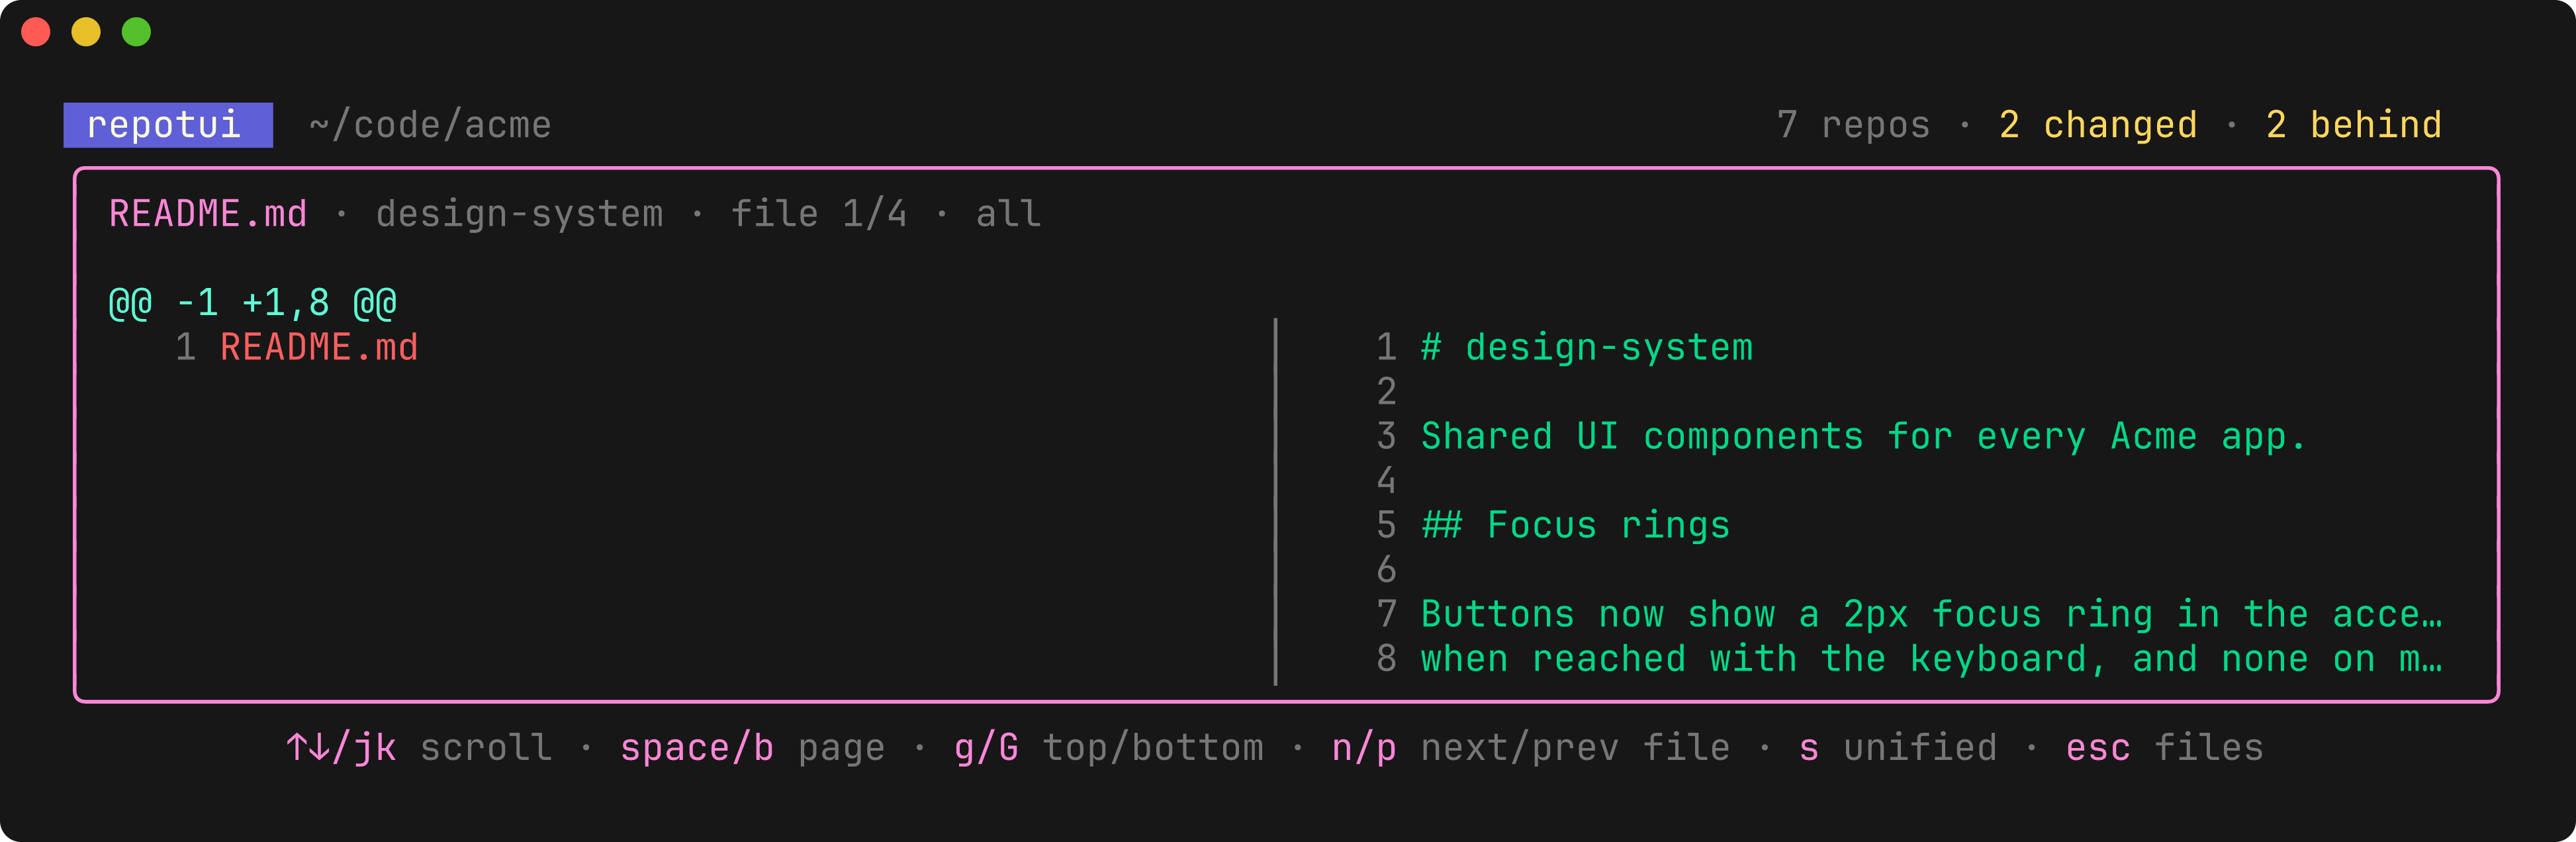 repotui ~/code/acme 7 repos · 2 changed · 2 behind
README.md · design-system · file 1/4 · all
@@ -1 +1,8 @@
1 README.md 1 # design-system
2
3 Shared UI components for every Acme app.
4
5 ## Focus rings
6
7 Buttons now show a 2px focus ring in the acce…
8 when reached with the keyboard, and none on m…
↑↓/jk scroll · space/b page · g/G top/bottom · n/p next/prev file · s unified · esc files